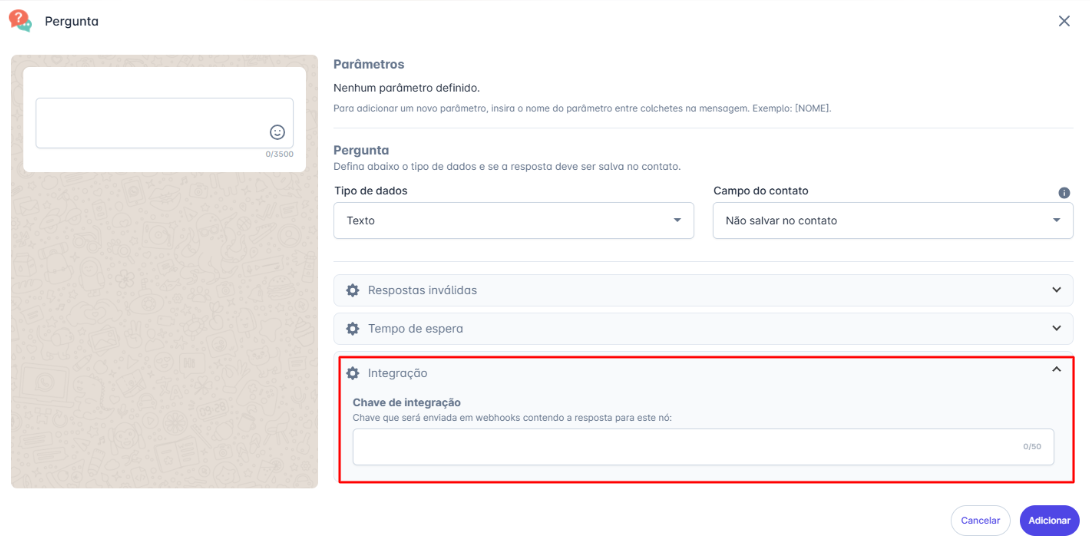 Pergunta
0/3500
Parâmetros
Nenhum parâmetro definido.
Para adicionar um novo parâmetro, insira o nome do parâmetro entre colchetes na mensagem. Exemplo: [NOME].
Pergunta
Defina abaixo o tipo de dados e se a resposta deve ser salva no contato.
Tipo de dados
Campo do contato
Texto
Não salvar no contato
Respostas inválidas
Tempo de espera
Integração
Chave de integração
Chave que será enviada em webhooks contendo a resposta para este nó:
0/50
Cancelar
Adicionar